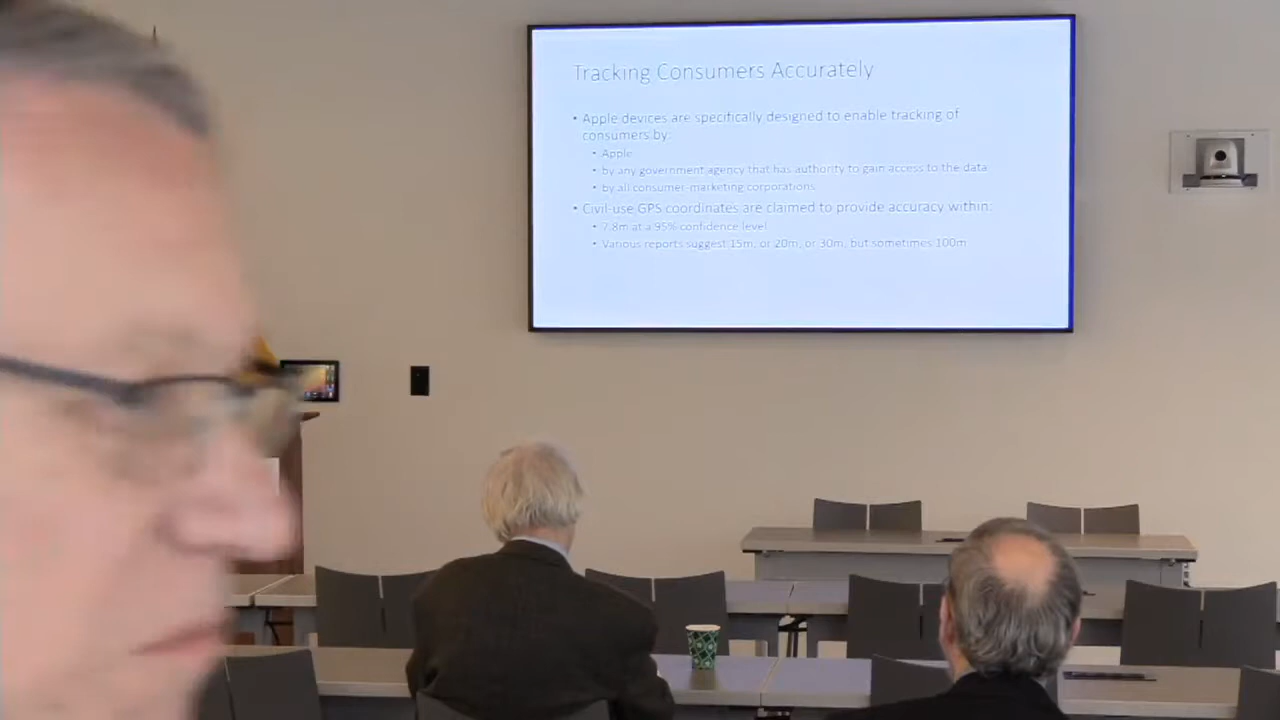 Tracking Consumers Accurately
• Apple devices are specifically designed to enable tracking of
consumers by:
• Apple
• by any government agency that has authority to gain access to the data
• by all consumer-marketing corporations
• Civil-use GPS coordinates are claimed to provide accuracy within:
• 7.8m at a 95% confidence level
• Various reports suggest 15m, or 20m, or 30m, but sometimes 100m